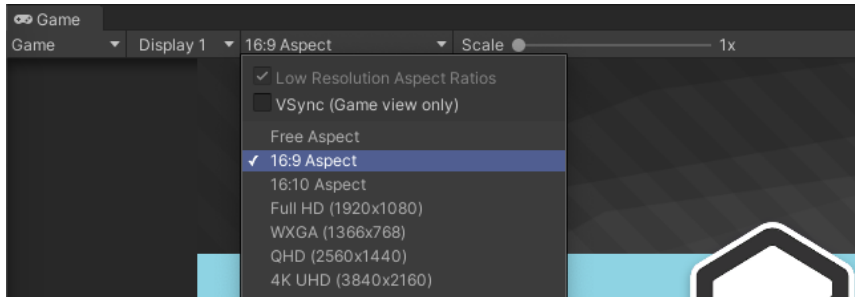 Game
Game Display 1 16:9 Aspect Scale 1x
Low Resolution Aspect Ratios
VSync (Game view only)
Free Aspect
16:9 Aspect
16:10 Aspect
Full HD (1920x1080)
WXGA (1366x768)
QHD (2560x1440)
4K UHD (3840x2160)